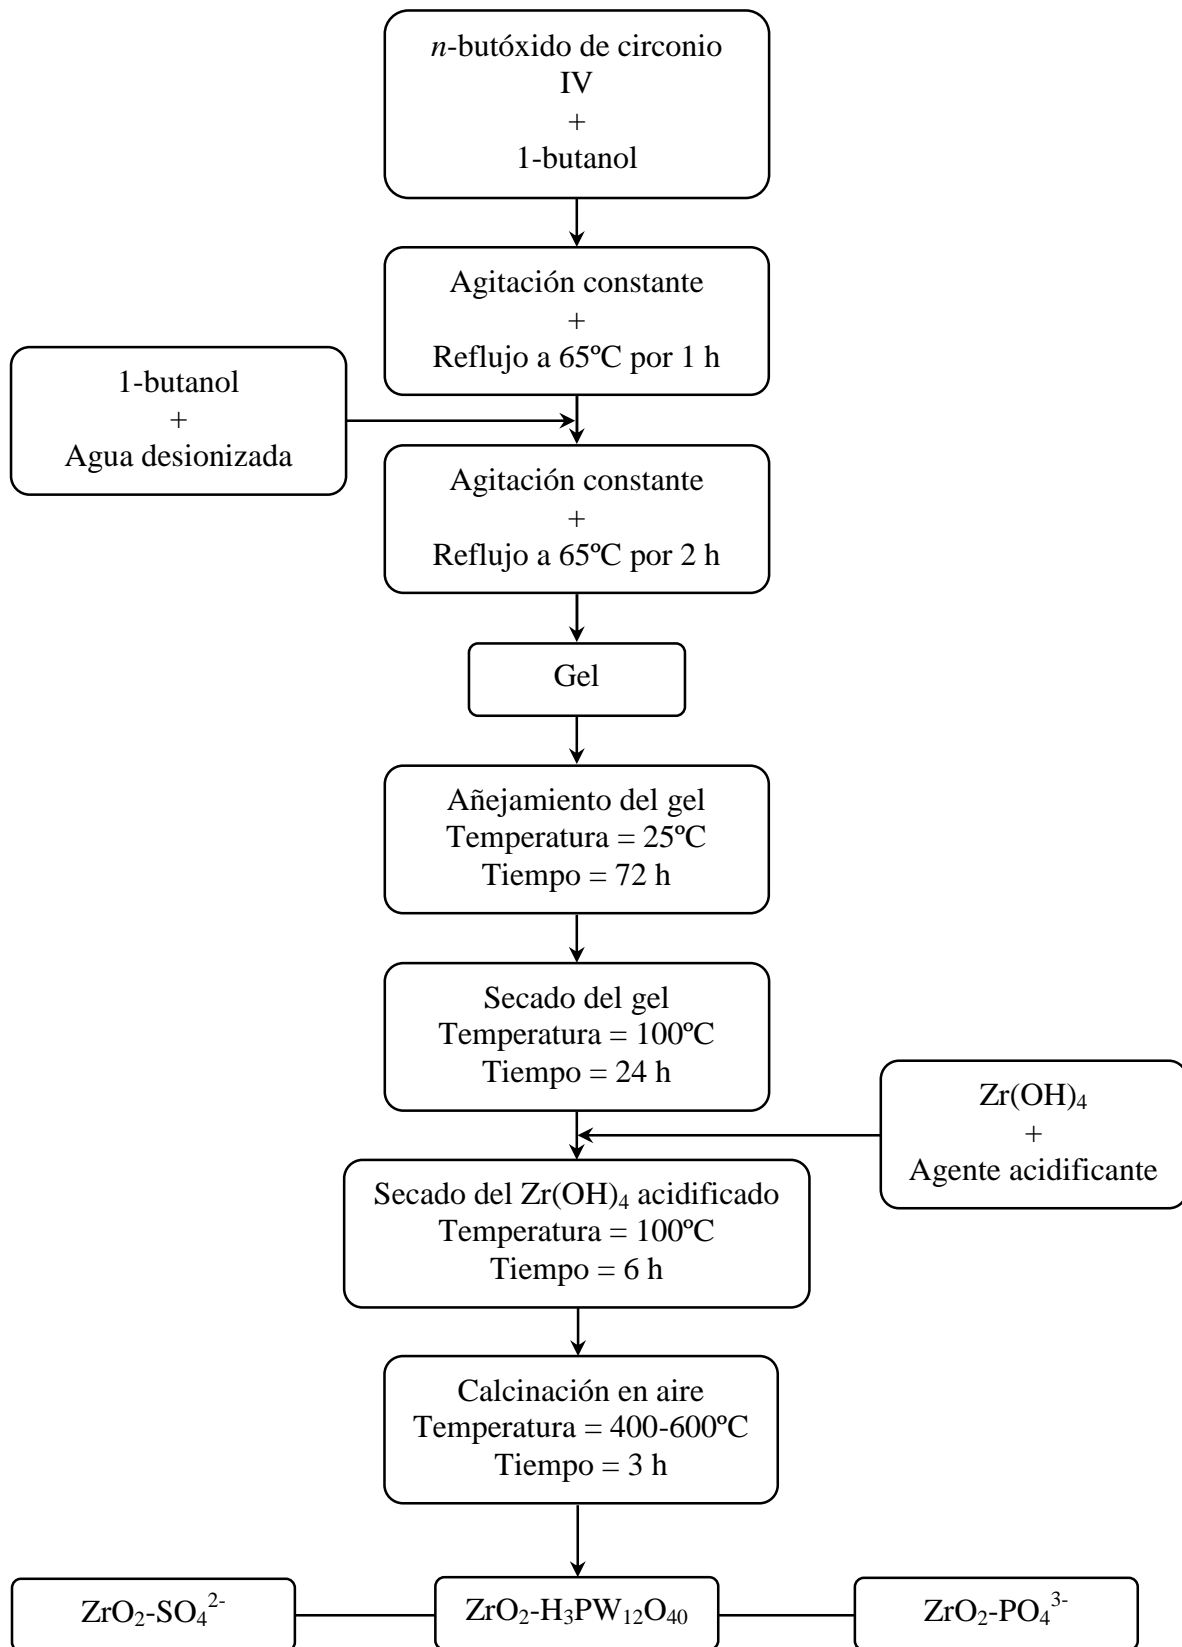 n-butóxido de circonio
IV
+
1-butanol
Agitación constante
+
Reflujo a 65ºC por 1 h
1-butanol
+
Agua desionizada
Agitación constante
+
Reflujo a 65ºC por 2 h
Gel
Añejamiento del gel
Temperatura = 25ºC
Tiempo = 72 h
Secado del gel
Temperatura = 100ºC
Tiempo = 24 h
Zr(OH)₄
+
Agente acidificante
Secado del Zr(OH)₄ acidificado
Temperatura = 100ºC
Tiempo = 6 h
Calcinación en aire
Temperatura = 400-600ºC
Tiempo = 3 h
ZrO₂-SO₄²⁻
ZrO₂-H₃PW₁₂O₄₀
ZrO₂-PO₄³⁻